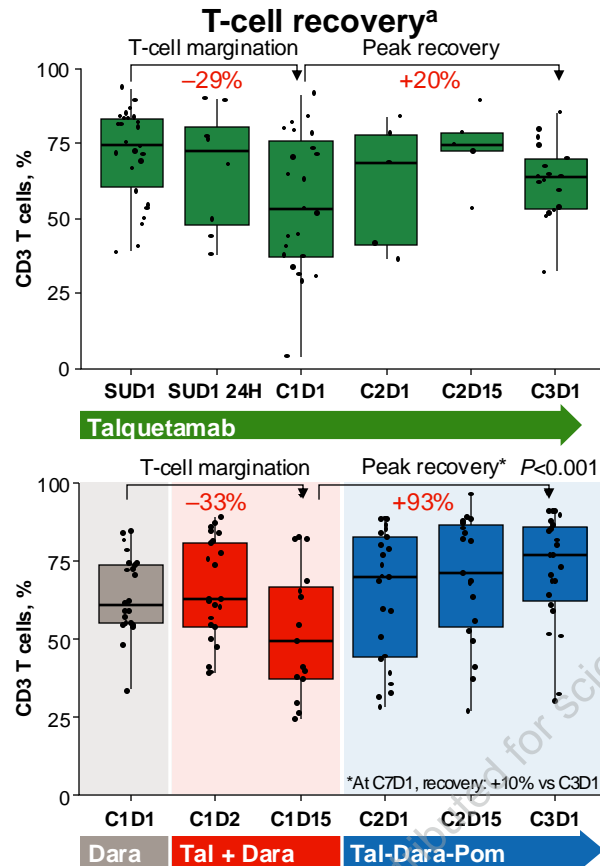 T-cell recoveryᵃ
T-cell margination
Peak recovery
–29%
+20%
100
75
50
25
0
CD3 T cells, %
SUD1 SUD1 24H C1D1 C2D1 C2D15 C3D1
Talquetamab
T-cell margination
Peak recovery* P<0.001
–33%
+93%
100
75
50
25
0
CD3 T cells, %
*At C7D1, recovery: +10% vs C3D1
C1D1 C1D2 C1D15 C2D1 C2D15 C3D1
Dara Tal + Dara Tal-Dara-Pom
for scie